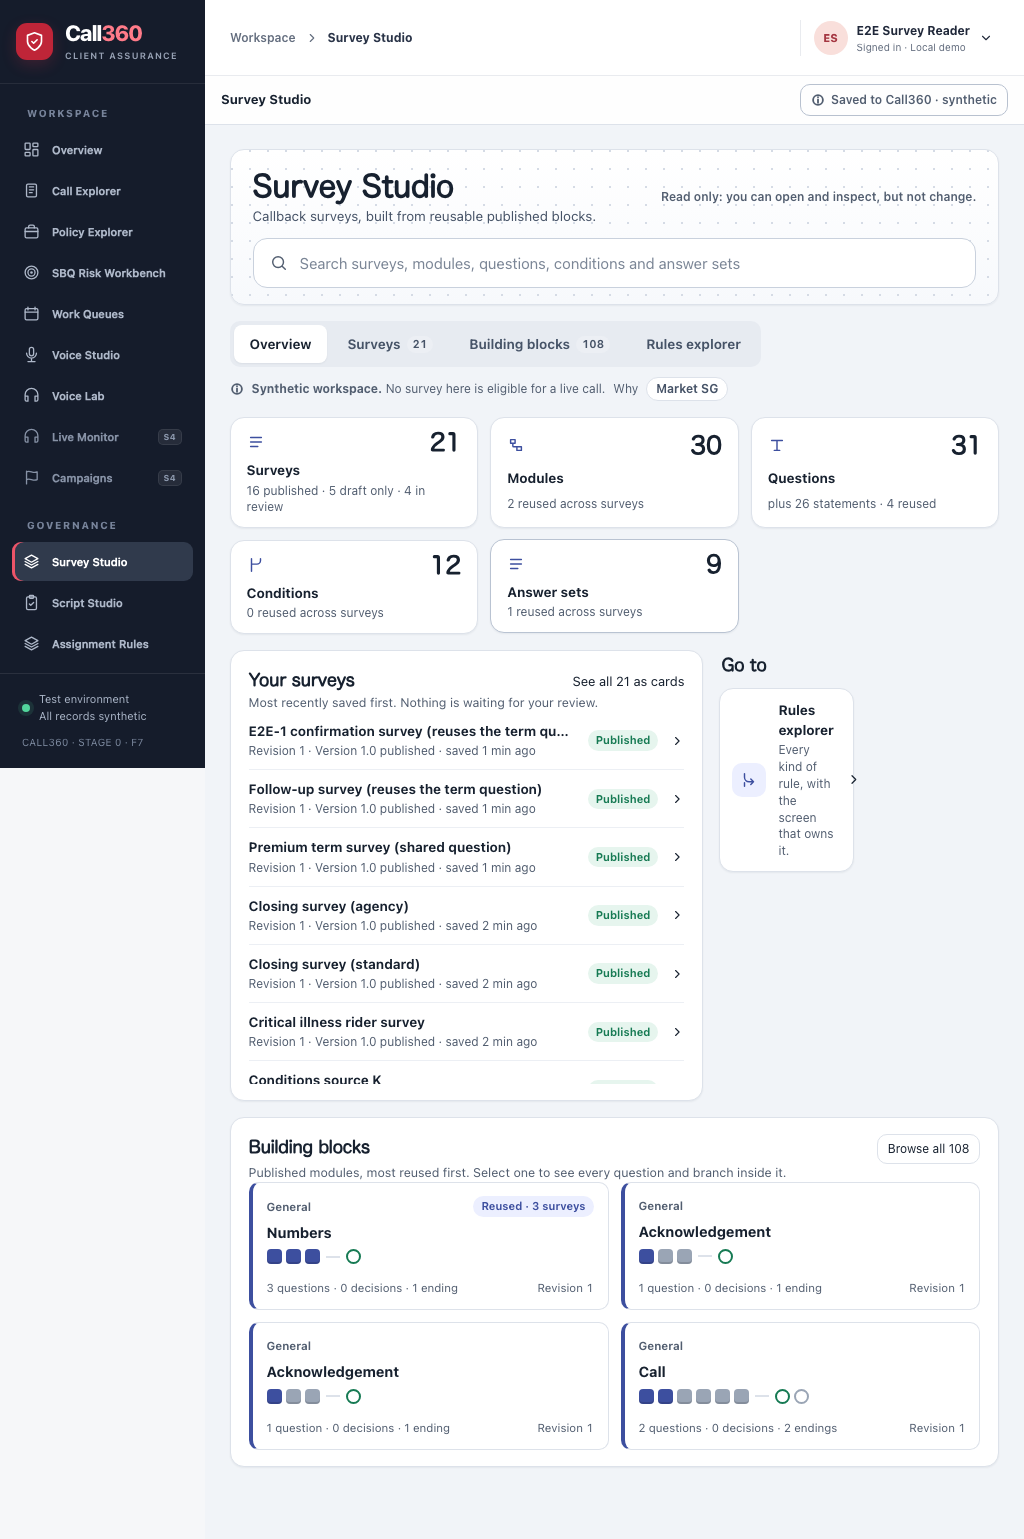 Call360
CLIENT ASSURANCE
WORKSPACE
Overview
Call Explorer
Policy Explorer
SBQ Risk Workbench
Work Queues
Voice Studio
Voice Lab
Live Monitor S4
Campaigns S4
GOVERNANCE
Survey Studio
Script Studio
Assignment Rules
Test environment
All records synthetic
CALL360 · STAGE 0 · F7
Workspace > Survey Studio
ES
E2E Survey Reader
Signed in · Local demo
Survey Studio
Saved to Call360 · synthetic
Survey Studio
Callback surveys, built from reusable published blocks.
Read only: you can open and inspect, but not change.
Search surveys, modules, questions, conditions and answer sets
Overview Surveys 21 Building blocks 108 Rules explorer
Synthetic workspace. No survey here is eligible for a live call. Why Market SG
21
Surveys
16 published · 5 draft only · 4 in
review
30
Modules
2 reused across surveys
31
Questions
plus 26 statements · 4 reused
12
Conditions
0 reused across surveys
9
Answer sets
1 reused across surveys
Your surveys
See all 21 as cards
Most recently saved first. Nothing is waiting for your review.
E2E-1 confirmation survey (reuses the term qu...
Revision 1 · Version 1.0 published · saved 1 min ago
Published
Follow-up survey (reuses the term question)
Revision 1 · Version 1.0 published · saved 1 min ago
Published
Premium term survey (shared question)
Revision 1 · Version 1.0 published · saved 1 min ago
Published
Closing survey (agency)
Revision 1 · Version 1.0 published · saved 2 min ago
Published
Closing survey (standard)
Revision 1 · Version 1.0 published · saved 2 min ago
Published
Critical illness rider survey
Revision 1 · Version 1.0 published · saved 2 min ago
Published
Conditions source K
Go to
Rules
explorer
Every
kind of
rule, with
the
screen
that owns
it.
Building blocks
Browse all 108
Published modules, most reused first. Select one to see every question and branch inside it.
General
Reused · 3 surveys
Numbers
3 questions · 0 decisions · 1 ending
Revision 1
General
Acknowledgement
1 question · 0 decisions · 1 ending
Revision 1
General
Acknowledgement
1 question · 0 decisions · 1 ending
Revision 1
General
Call
2 questions · 0 decisions · 2 endings
Revision 1